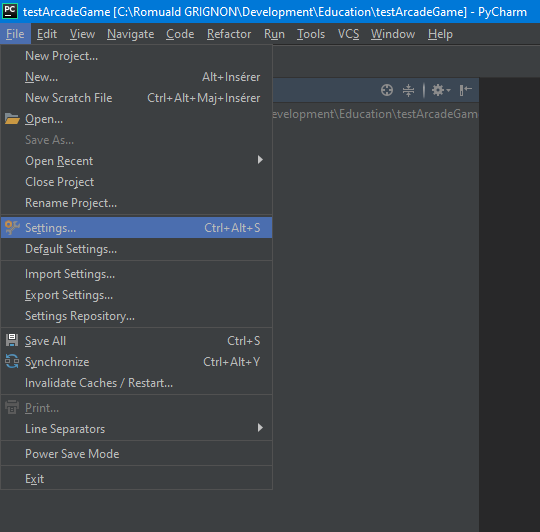 PC testArcadeGame [C:\Romuald GRIGNON\Development\Education\testArcadeGame] - PyCharm
File Edit View Navigate Code Refactor Run Tools VCS Window Help
New Project...
evelopment\Education\testArcadeGam
New... Alt+Insérer
New Scratch File Ctrl+Alt+Maj+Insérer
Open...
Save As...
Open Recent
Close Project
Rename Project...
Settings... Ctrl+Alt+S
Default Settings...
Import Settings...
Export Settings...
Settings Repository...
Save All Ctrl+S
Synchronize Ctrl+Alt+Y
Invalidate Caches / Restart...
Print...
Line Separators
Power Save Mode
Exit